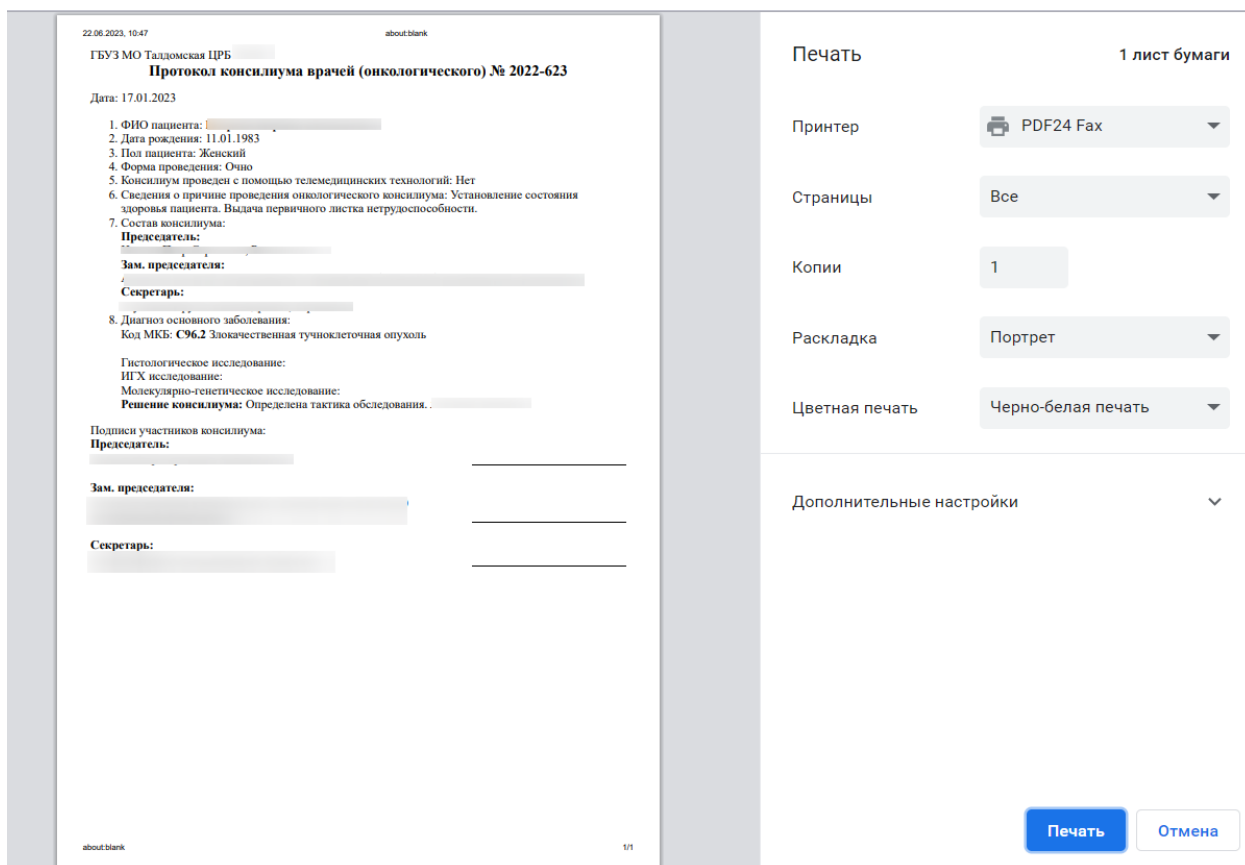 22.06.2023, 10:47
about:blank
ГБУЗ МО Талдомская ЦРБ
Протокол консилиума врачей (онкологического) № 2022-623
Дата: 17.01.2023
1. ФИО пациента:
2. Дата рождения: 11.01.1983
3. Пол пациента: Женский
4. Форма проведения: Очно
5. Консилиум проведен с помощью телемедицинских технологий: Нет
6. Сведения о причине проведения онкологического консилиума: Установление состояния
здоровья пациента. Выдача первичного листка нетрудоспособности.
7. Состав консилиума:
Председатель:
Зам. председателя:
Секретарь:
8. Диагноз основного заболевания:
Код МКБ: C96.2 Злокачественная тучноклеточная опухоль
Гистологическое исследование:
ИГХ исследование:
Молекулярно-генетическое исследование:
Решение консилиума: Определена тактика обследования. .
Подписи участников консилиума:
Председатель:
Зам. председателя:
Секретарь:
about:blank
1/1
Печать
1 лист бумаги
Принтер
PDF24 Fax
Страницы
Все
Копии
1
Раскладка
Портрет
Цветная печать
Черно-белая печать
Дополнительные настройки
Печать
Отмена